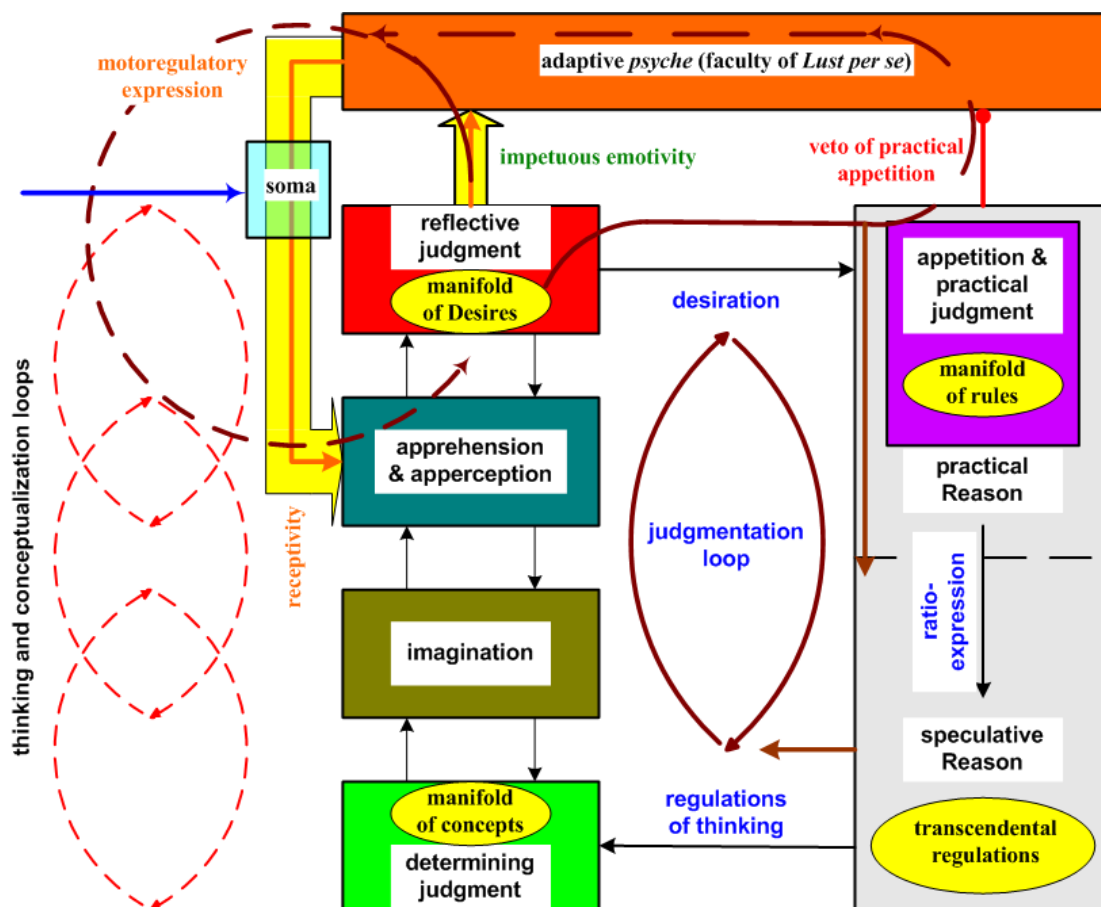 adaptive psyche (faculty of Lust per se)
motoregulatory
expression
impetuous emotivity
veto of practical
appetition
soma
reflective
judgment
manifold
of Desires
desiration
appetition &
practical
judgment
manifold
of rules
practical
Reason
apprehension
& apperception
receptivity
judgmentation
loop
ratio-
expression
imagination
thinking and conceptualization loops
speculative
Reason
manifold
of concepts
determining
judgment
regulations
of thinking
transcendental
regulations